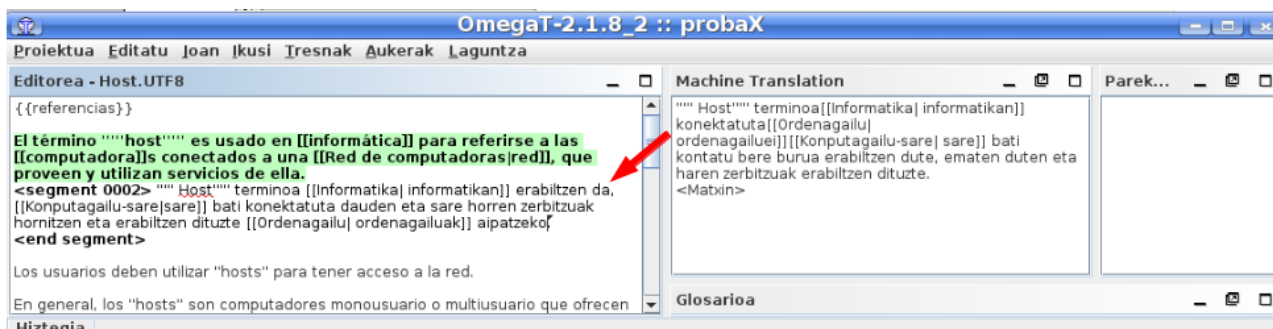 OmegaT-2.1.8_2 :: probaX
Proiektua Editatu Joan Ikusi Tresnak Aukerak Laguntza
Editorea - Host.UTF8
{{referencias}}
El término '''''host''''' es usado en [[informática]] para referirse a las
[[computadora]]s conectados a una [[Red de computadoras|red]], que
proveen y utilizan servicios de ella.
<segment 0002> ''''' Host''''' terminoa [[Informatika| informatikan]] erabiltzen da,
[[Konputagailu-sare|sare]] bati konektatuta dauden eta sare horren zerbitzuak
hornitzen eta erabiltzen dituzte [[Ordenagailu| ordenagailuak]] aipatzeko.
<end segment>
Los usuarios deben utilizar ''hosts'' para tener acceso a la red.
En general, los ''hosts'' son computadores monousuario o multiusuario que ofrecen
Machine Translation
''''' Host''''' terminoa[[Informatika| informatikan]]
konektatuta[[Ordenagailu|
ordenagailuei]][[Konputagailu-sare| sare]] bati
kontatu bere burua erabiltzen dute, ematen duten eta
haren zerbitzuak erabiltzen dituzte.
<Matxin>
Parek...
Glosarioa
Hiztegia